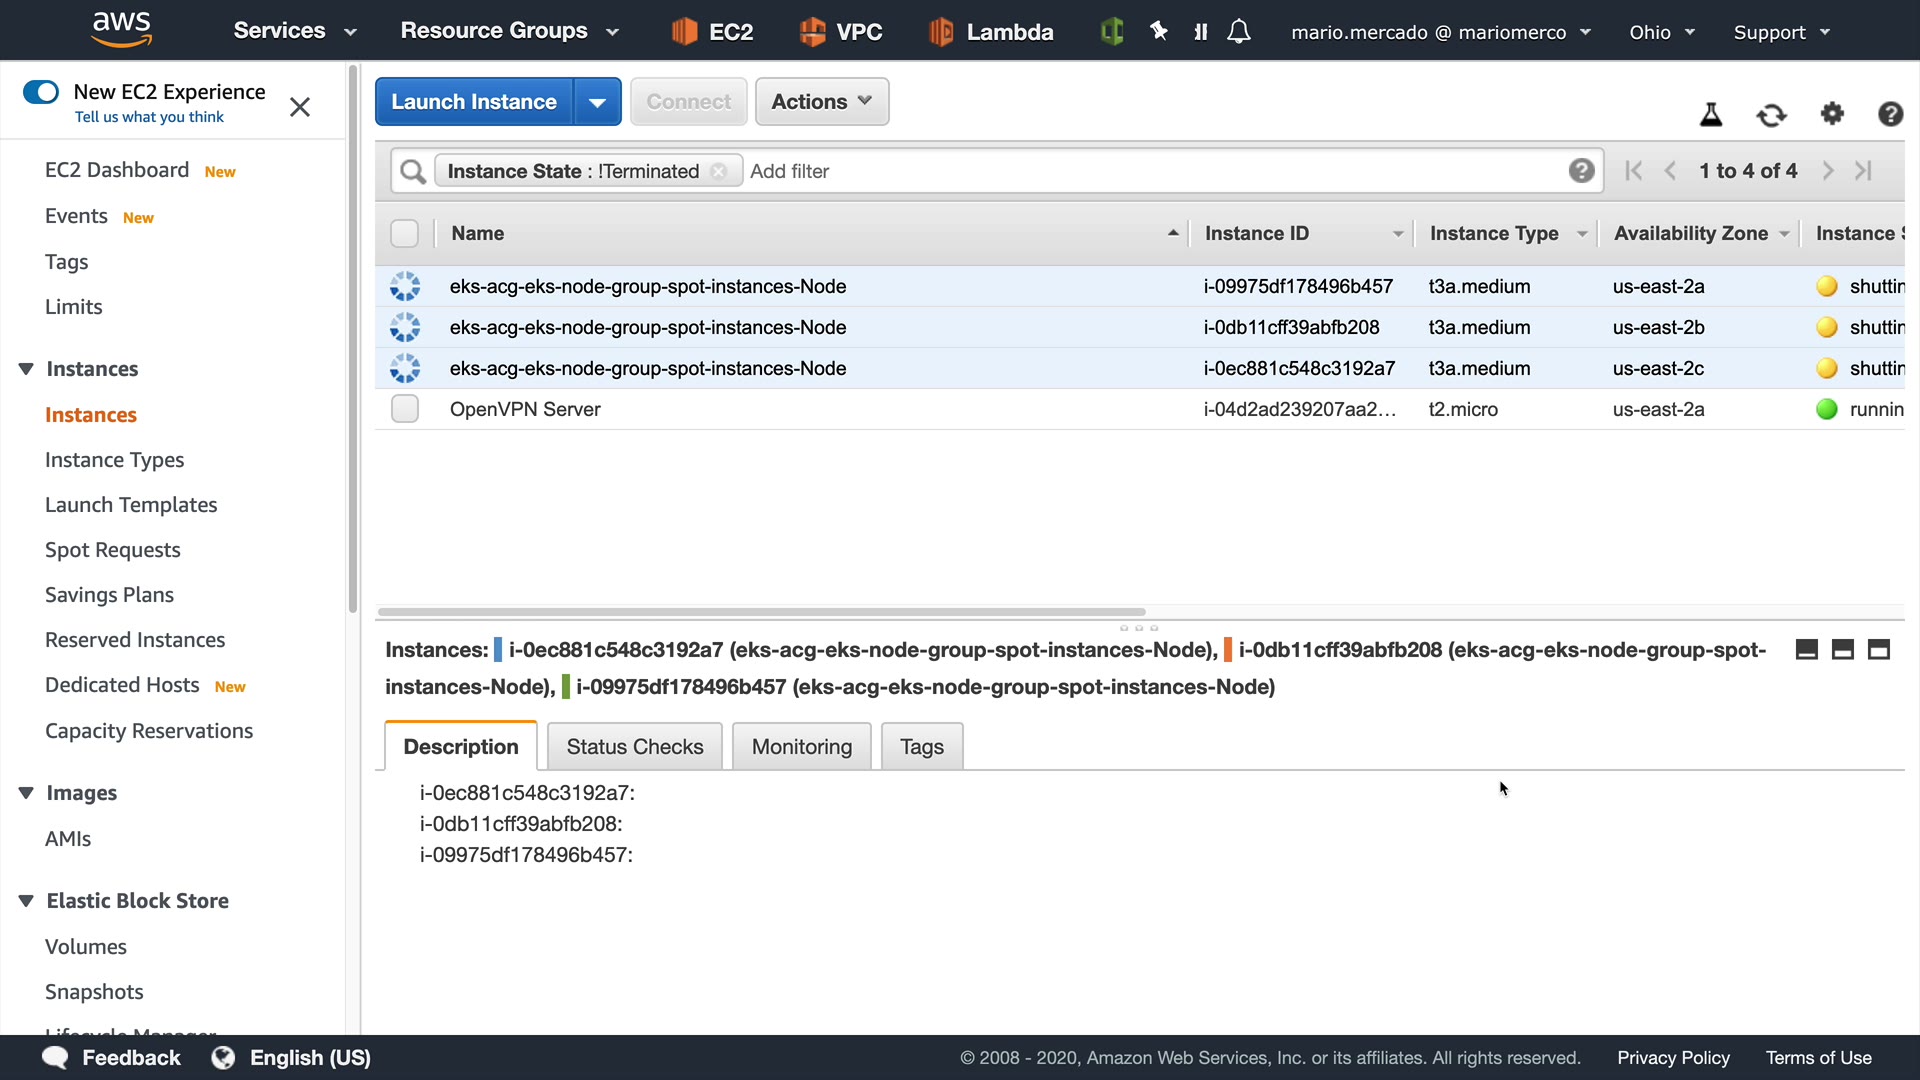 aws Services Resource Groups EC2 VPC Lambda mario.mercado @ mariomerco Ohio Support
New EC2 Experience
Tell us what you think
EC2 Dashboard New
Events New
Tags
Limits
Instances
Instances
Instance Types
Launch Templates
Spot Requests
Savings Plans
Reserved Instances
Dedicated Hosts New
Capacity Reservations
Images
AMIs
Elastic Block Store
Volumes
Snapshots
Lifecycle Manager
Launch Instance Connect Actions
Instance State : !Terminated Add filter 1 to 4 of 4
Name Instance ID Instance Type Availability Zone Instance S
eks-acg-eks-node-group-spot-instances-Node i-09975df178496b457 t3a.medium us-east-2a shuttin
eks-acg-eks-node-group-spot-instances-Node i-0db11cff39abfb208 t3a.medium us-east-2b shuttin
eks-acg-eks-node-group-spot-instances-Node i-0ec881c548c3192a7 t3a.medium us-east-2c shuttin
OpenVPN Server i-04d2ad239207aa2... t2.micro us-east-2a runnin
Instances: i-0ec881c548c3192a7 (eks-acg-eks-node-group-spot-instances-Node), i-0db11cff39abfb208 (eks-acg-eks-node-group-spot-
instances-Node), i-09975df178496b457 (eks-acg-eks-node-group-spot-instances-Node)
Description Status Checks Monitoring Tags
i-0ec881c548c3192a7:
i-0db11cff39abfb208:
i-09975df178496b457:
Feedback English (US) © 2008 - 2020, Amazon Web Services, Inc. or its affiliates. All rights reserved. Privacy Policy Terms of Use